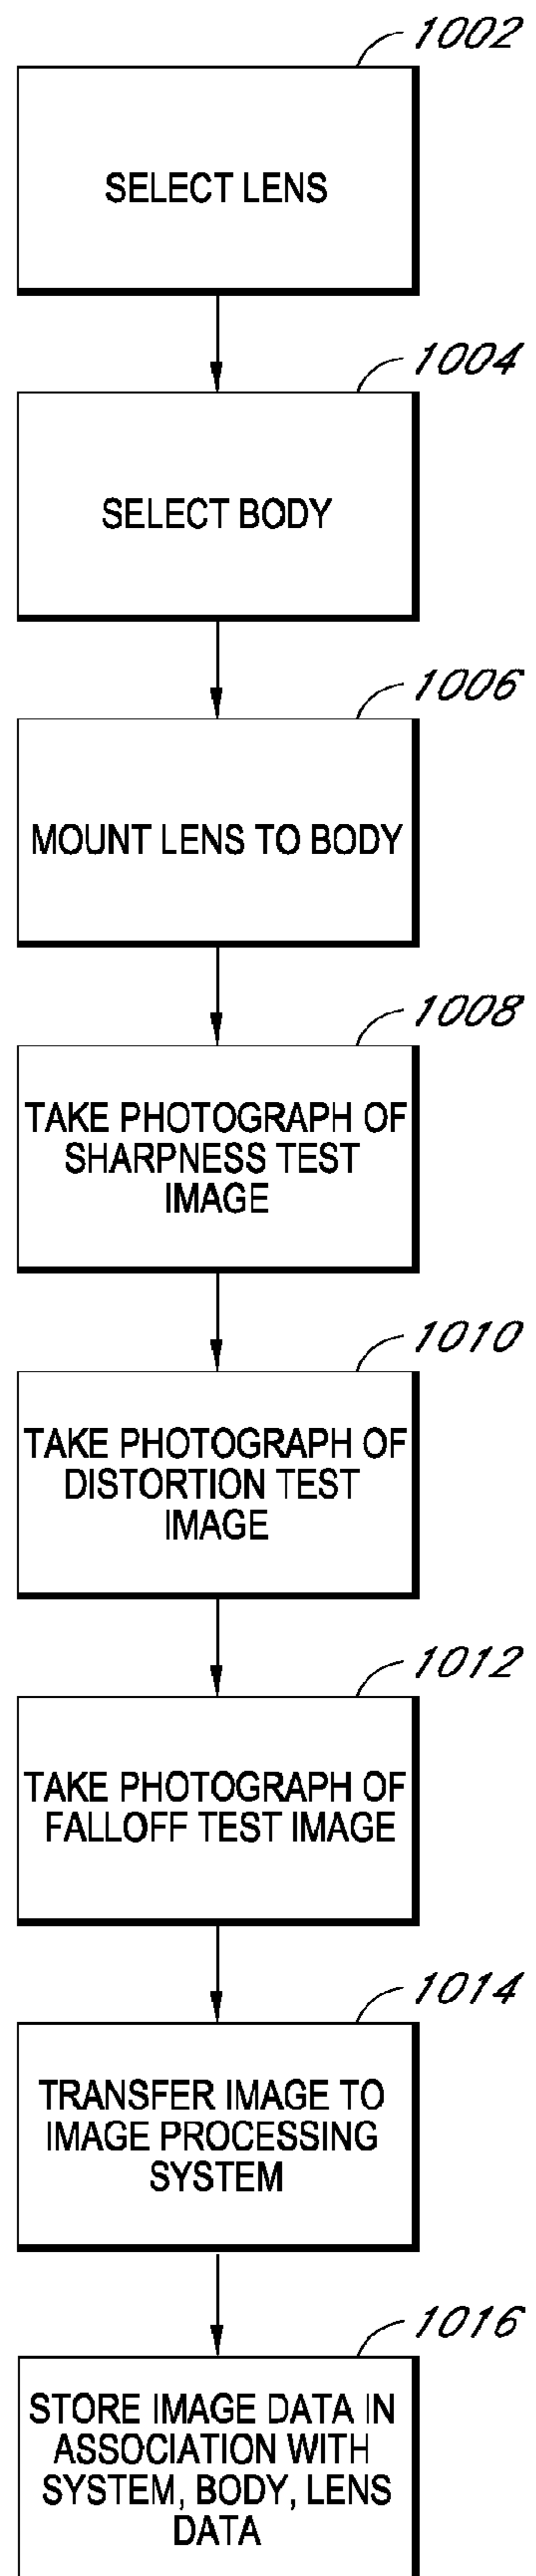 1002
SELECT LENS
1004
SELECT BODY
1006
MOUNT LENS TO BODY
1008
TAKE PHOTOGRAPH OF
SHARPNESS TEST
IMAGE
1010
TAKE PHOTOGRAPH OF
DISTORTION TEST
IMAGE
1012
TAKE PHOTOGRAPH OF
FALLOFF TEST IMAGE
1014
TRANSFER IMAGE TO
IMAGE PROCESSING
SYSTEM
1016
STORE IMAGE DATA IN
ASSOCIATION WITH
SYSTEM, BODY, LENS
DATA